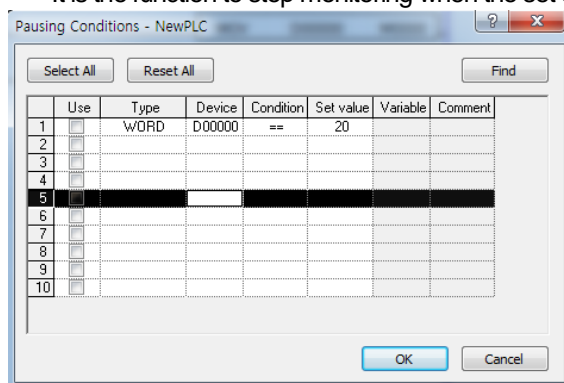 It is the function to stop monitoring when the set
Pausing Conditions - NewPLC
Select All Reset All Find
Use Type Device Condition Set value Variable Comment
1 WORD D00000 == 20
2
3
4
5
6
7
8
9
10
OK Cancel